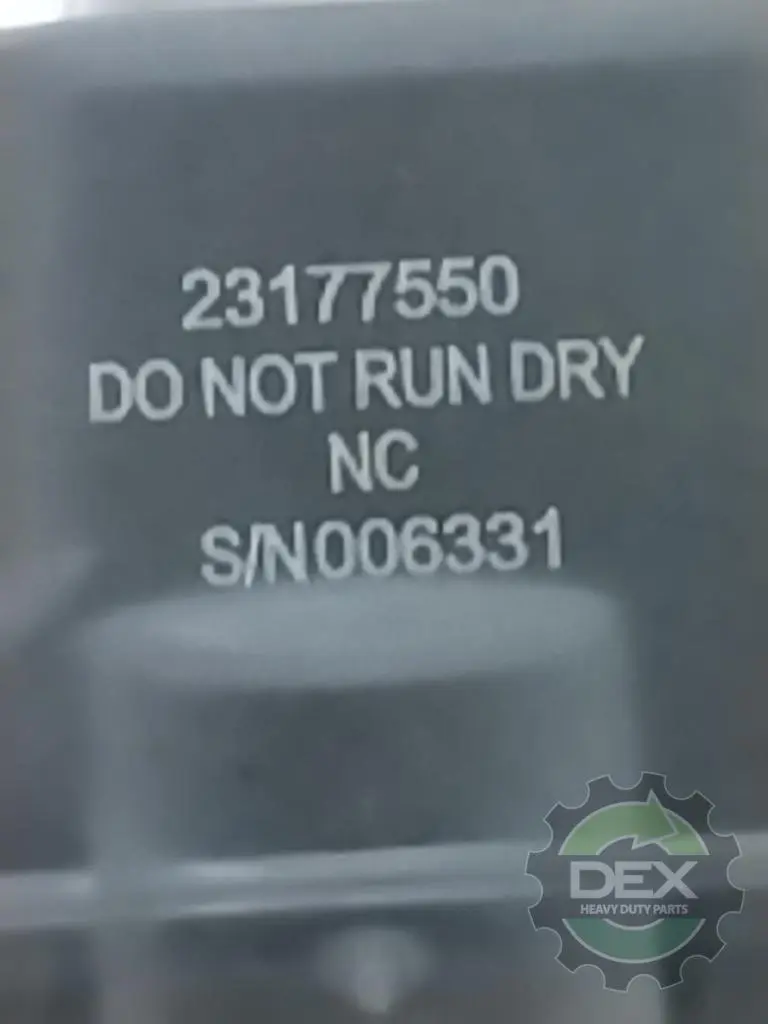 23177550
DO NOT RUN DRY
NC
S/N006331
DEX
HEAVY DUTY PARTS